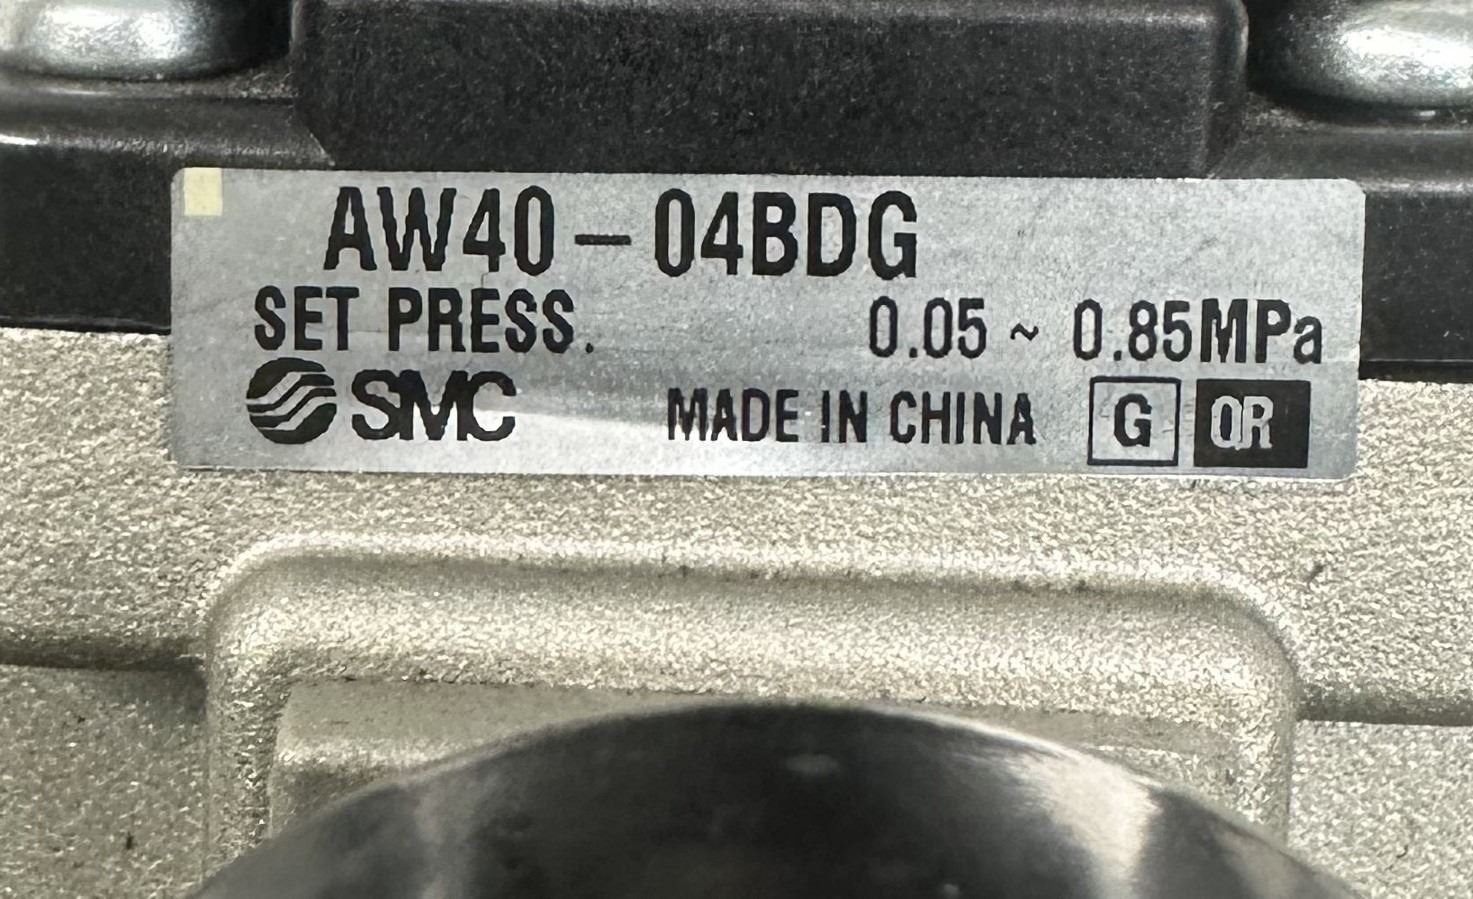 AW40-04BDG
SET PRESS. 0.05 ~ 0.85MPa
SMC MADE IN CHINA G QR